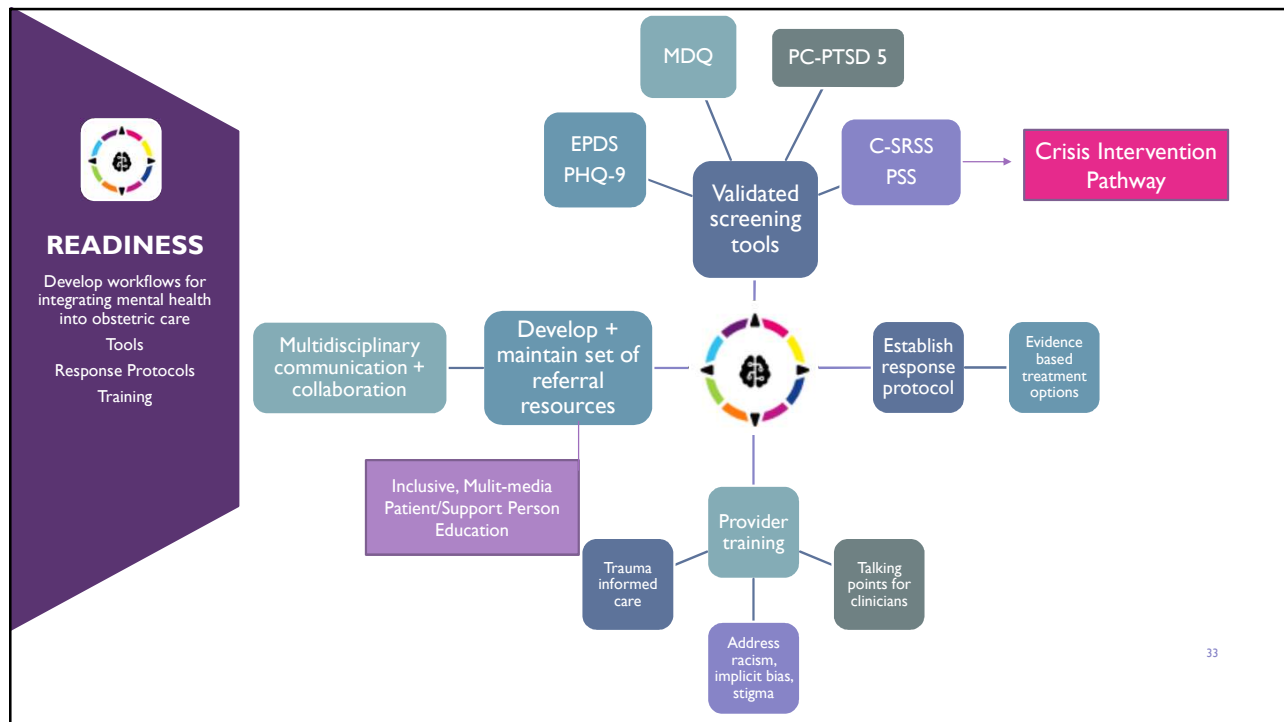 READINESS
Develop workflows for
integrating mental health
into obstetric care
Tools
Response Protocols
Training
MDQ
PC-PTSD 5
EPDS
PHQ-9
C-SRSS
PSS
Crisis Intervention
Pathway
Validated
screening
tools
Multidisciplinary
communication +
collaboration
Develop +
maintain set of
referral
resources
Establish
response
protocol
Evidence
based
treatment
options
Inclusive, Mulit-media
Patient/Support Person
Education
Provider
training
Trauma
informed
care
Talking
points for
clinicians
Address
racism,
implicit bias,
stigma
33